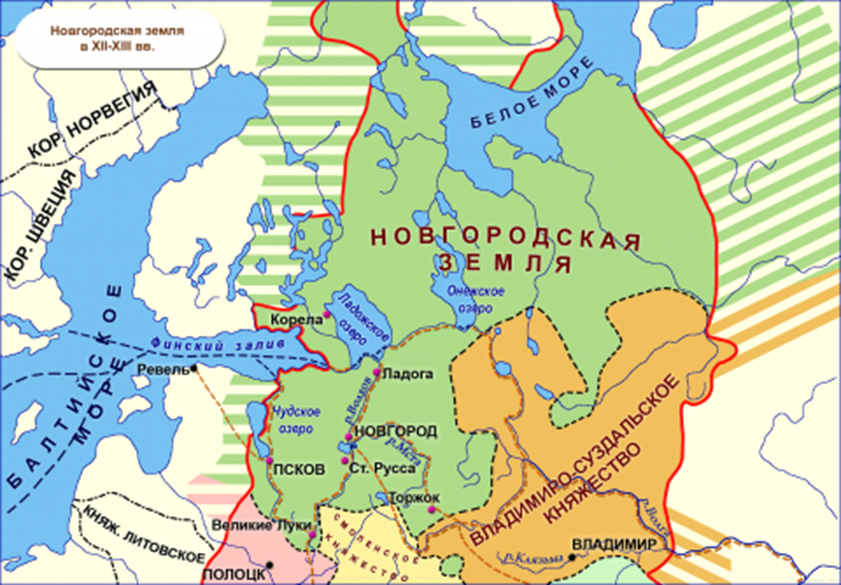 Новгородская земля
в XII-XIII вв.
КОР. НОРВЕГИЯ
КОР. ШВЕЦИЯ
БЕЛОЕ МОРЕ
НОВГОРОДСКАЯ
ЗЕМЛЯ
Онежское
озеро
Ладожское
озеро
Корела
БАЛТИЙСКОЕ
МОРЕ
Финский залив
Ревель
Ладога
р.Волхов
Чудское
озеро
НОВГОРОД
р.Мста
ПСКОВ
Ст. Русса
Торжок
ВЛАДИМИРО-СУЗДАЛЬСКОЕ
КНЯЖЕСТВО
р.Волга
Великие Луки
СМОЛЕНСКОЕ
КНЯЖЕСТВО
КНЯЖ. ЛИТОВСКОЕ
ПОЛОЦК
р.Клязьма
ВЛАДИМИР